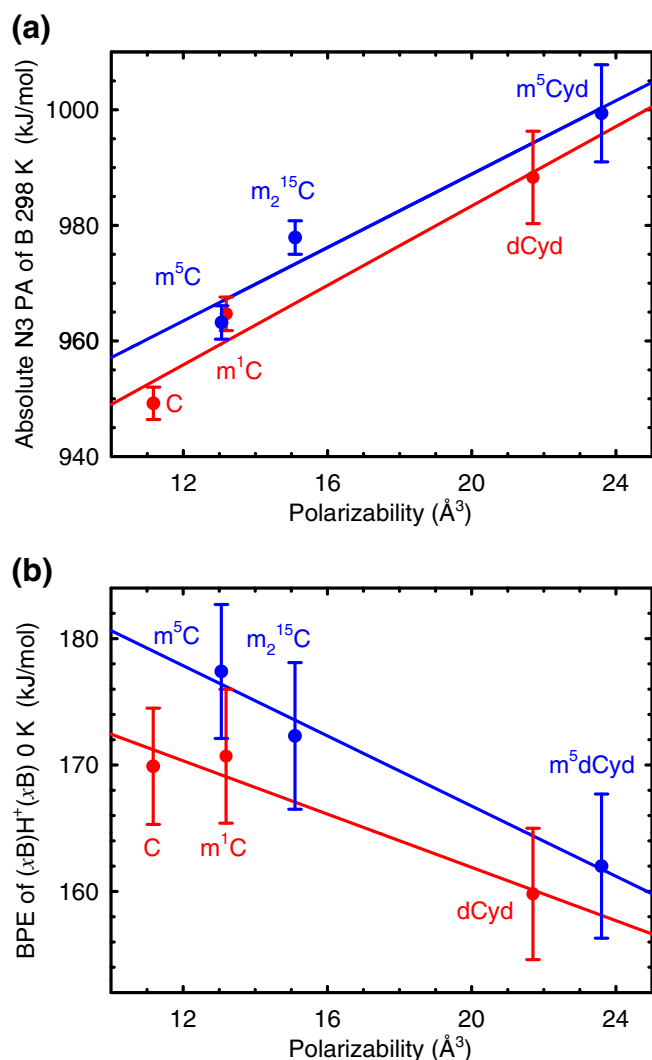 (a)
Absolute N3 PA of B 298 K (kJ/mol)
1000
980
960
940
m⁵Cyd
m₂¹⁵C
dCyd
m⁵C
m¹C
C
12
16
20
24
Polarizability (Å³)
(b)
BPE of (xB)H⁺(xB) 0 K (kJ/mol)
180
170
160
m⁵C
m₂¹⁵C
m⁵dCyd
C
m¹C
dCyd
12
16
20
24
Polarizability (Å³)